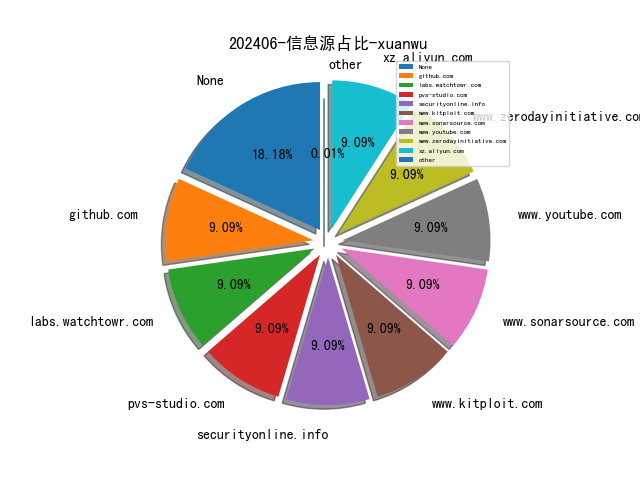 202406-信息源占比-xuanwu
None
other
xz.aliyun.com
www.zerodayinitiative.com
www.youtube.com
www.sonarsource.com
www.kitploit.com
securityonline.info
pvs-studio.com
labs.watchtowr.com
github.com
18.18%
0.01%
9.09%
9.09%
9.09%
9.09%
9.09%
9.09%
9.09%
9.09%
9.09%
None
github.com
labs.watchtowr.com
pvs-studio.com
securityonline.info
www.kitploit.com
www.sonarsource.com
www.youtube.com
www.zerodayinitiative.com
xz.aliyun.com
other